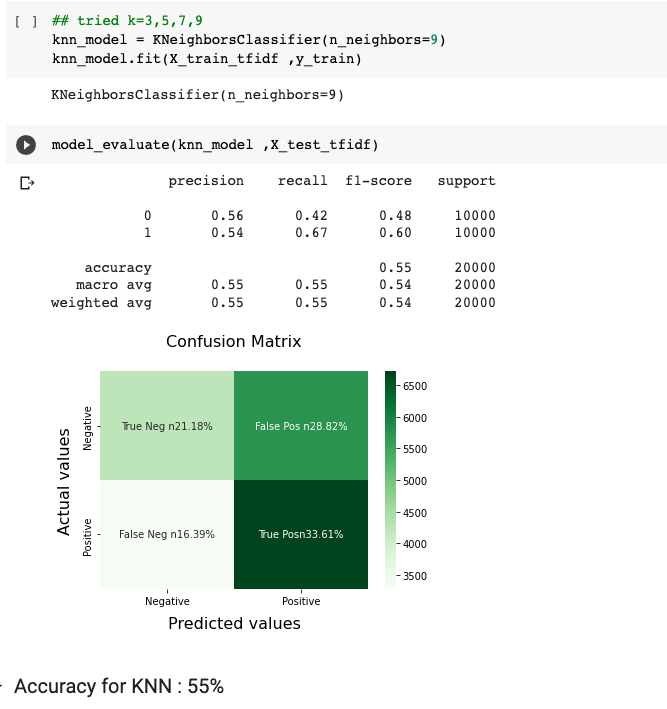 [ ] ## tried k=3,5,7,9
knn_model = KNeighborsClassifier(n_neighbors=9)
knn_model.fit(X_train_tfidf ,y_train)
KNeighborsClassifier(n_neighbors=9)
model_evaluate(knn_model ,X_test_tfidf)
precision recall f1-score support
0 0.56 0.42 0.48 10000
1 0.54 0.67 0.60 10000
accuracy 0.55 20000
macro avg 0.55 0.55 0.54 20000
weighted avg 0.55 0.55 0.54 20000
Confusion Matrix
Actual values
Negative
Positive
True Neg n21.18%
False Pos n28.82%
False Neg n16.39%
True Posn33.61%
Negative
Positive
Predicted values
6500
6000
5500
5000
4500
4000
3500
Accuracy for KNN : 55%